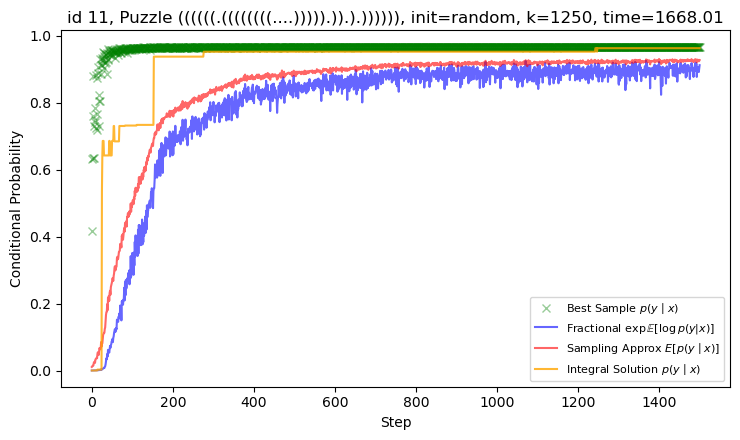 id 11, Puzzle ((((((.((((((((....))))).)).).)))))), init=random, k=1250, time=1668.01
1.0
0.8
0.6
0.4
0.2
0.0
Conditional Probability
Best Sample p(y | x)
Fractional exp𝔼[log p(y|x)]
Sampling Approx E[p(y | x)]
Integral Solution p(y | x)
0 200 400 600 800 1000 1200 1400
Step